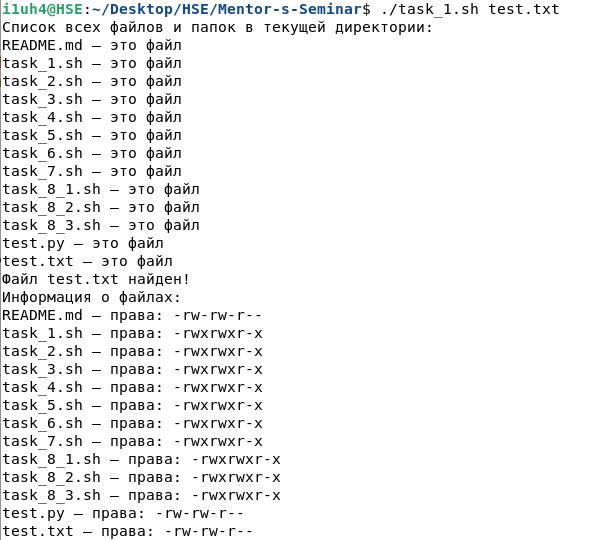 i1uh4@HSE:~/Desktop/HSE/Mentor-s-Seminar$ ./task_1.sh test.txt
Список всех файлов и папок в текущей директории:
README.md — это файл
task_1.sh — это файл
task_2.sh — это файл
task_3.sh — это файл
task_4.sh — это файл
task_5.sh — это файл
task_6.sh — это файл
task_7.sh — это файл
task_8_1.sh — это файл
task_8_2.sh — это файл
task_8_3.sh — это файл
test.py — это файл
test.txt — это файл
Файл test.txt найден!
Информация о файлах:
README.md — права: -rw-rw-r--
task_1.sh — права: -rwxrwxr-x
task_2.sh — права: -rwxrwxr-x
task_3.sh — права: -rwxrwxr-x
task_4.sh — права: -rwxrwxr-x
task_5.sh — права: -rwxrwxr-x
task_6.sh — права: -rwxrwxr-x
task_7.sh — права: -rwxrwxr-x
task_8_1.sh — права: -rwxrwxr-x
task_8_2.sh — права: -rwxrwxr-x
task_8_3.sh — права: -rwxrwxr-x
test.py — права: -rw-rw-r--
test.txt — права: -rw-rw-r--